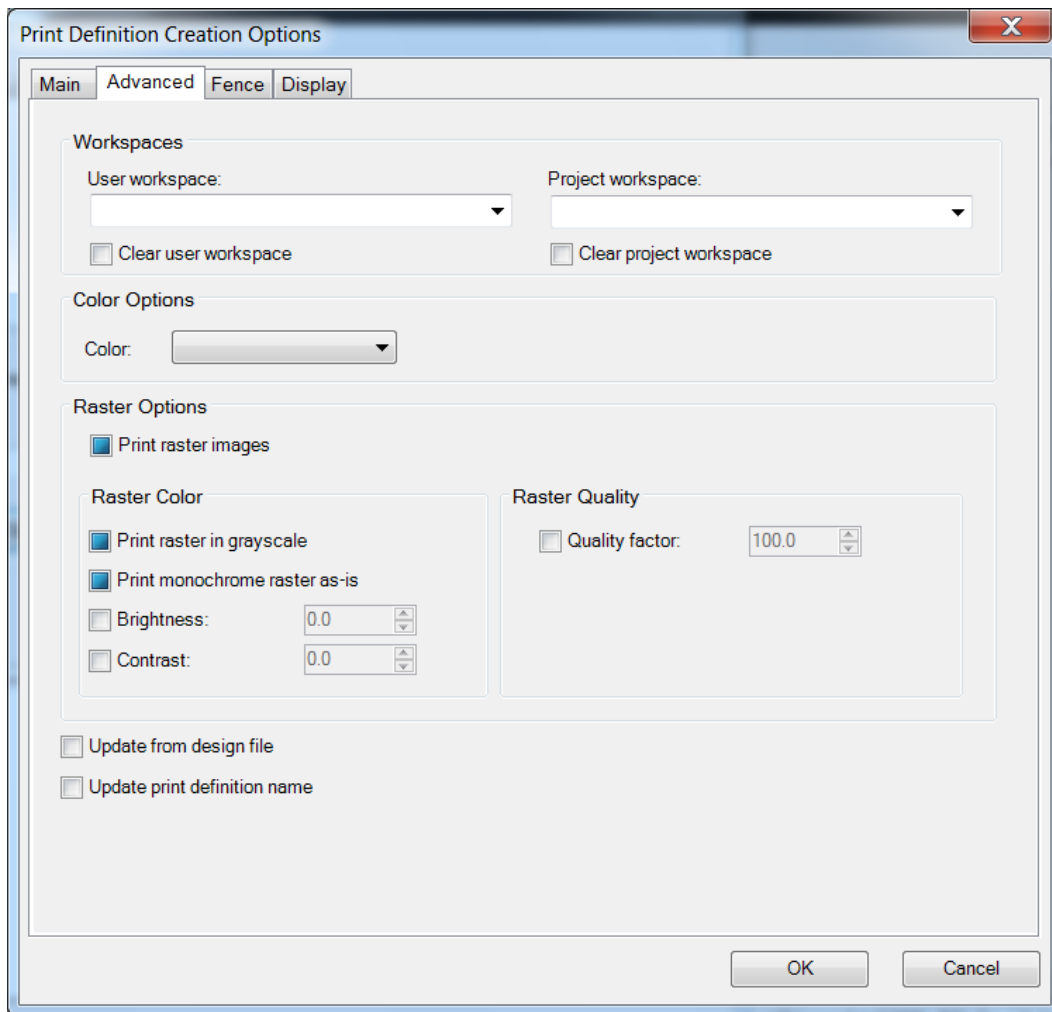 Print Definition Creation Options
Main Advanced Fence Display
Workspaces
User workspace: Project workspace:
Clear user workspace Clear project workspace
Color Options
Color:
Raster Options
Print raster images
Raster Color Raster Quality
Print raster in grayscale Quality factor: 100.0
Print monochrome raster as-is
Brightness: 0.0
Contrast: 0.0
Update from design file
Update print definition name
OK Cancel